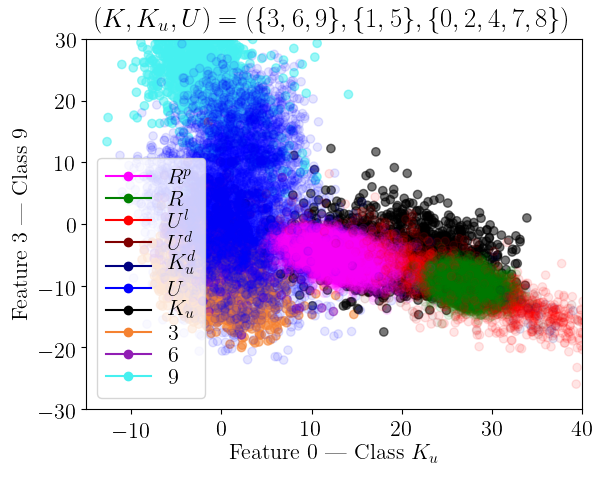 (K, K_u, U) = ({3, 6, 9}, {1, 5}, {0, 2, 4, 7, 8})
Feature 3 — Class 9
30
20
10
0
−10
−20
−30
R^p
R
U^l
U^d
K_u^d
U
K_u
3
6
9
−10 0 10 20 30 40
Feature 0 — Class K_u